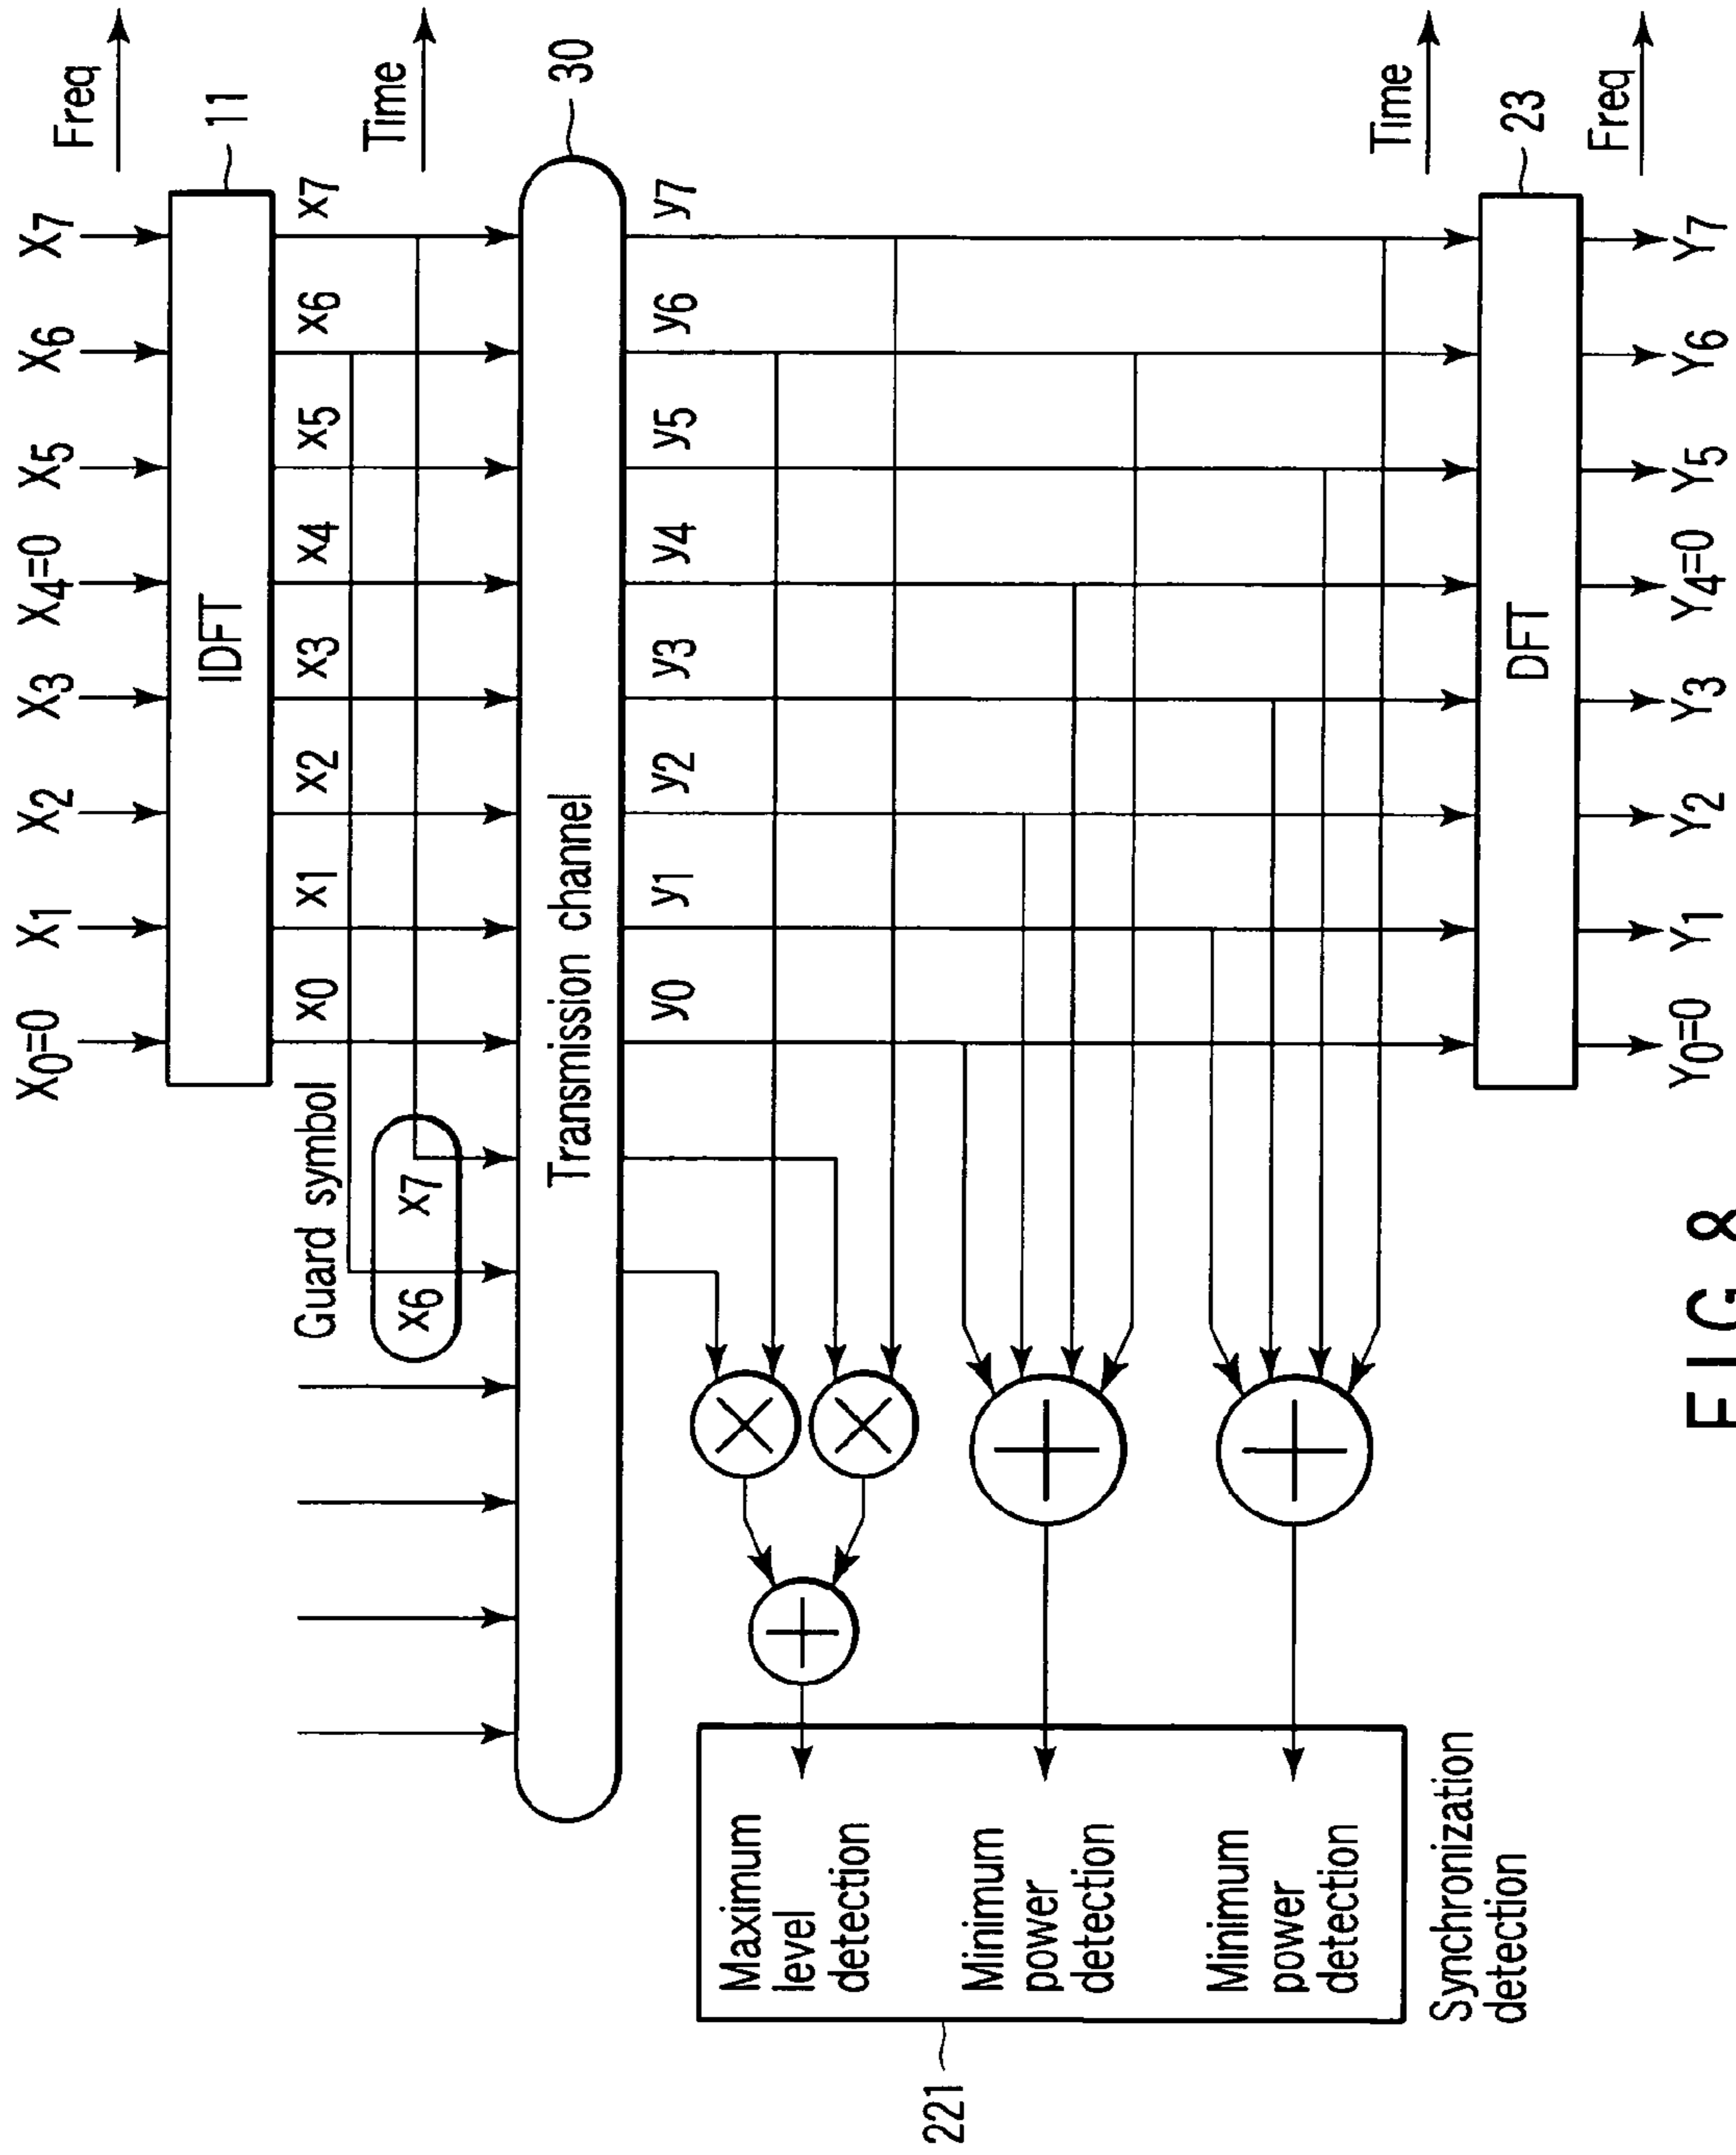 X0=0 X1 X2 X3 X4=0 X5 X6 X7
Freq
IDFT
11
Guard symbol
x0 x1 x2 x3 x4 x5 x6 x7
Time
x6 x7
Transmission channel
30
y0 y1 y2 y3 y4 y5 y6 y7
Maximum
level
detection
Minimum
power
detection
Minimum
power
detection
221
Synchronization
detection
Time
DFT
23
Freq
Y0=0 Y1 Y2 Y3 Y4=0 Y5 Y6 Y7
FIG. 8